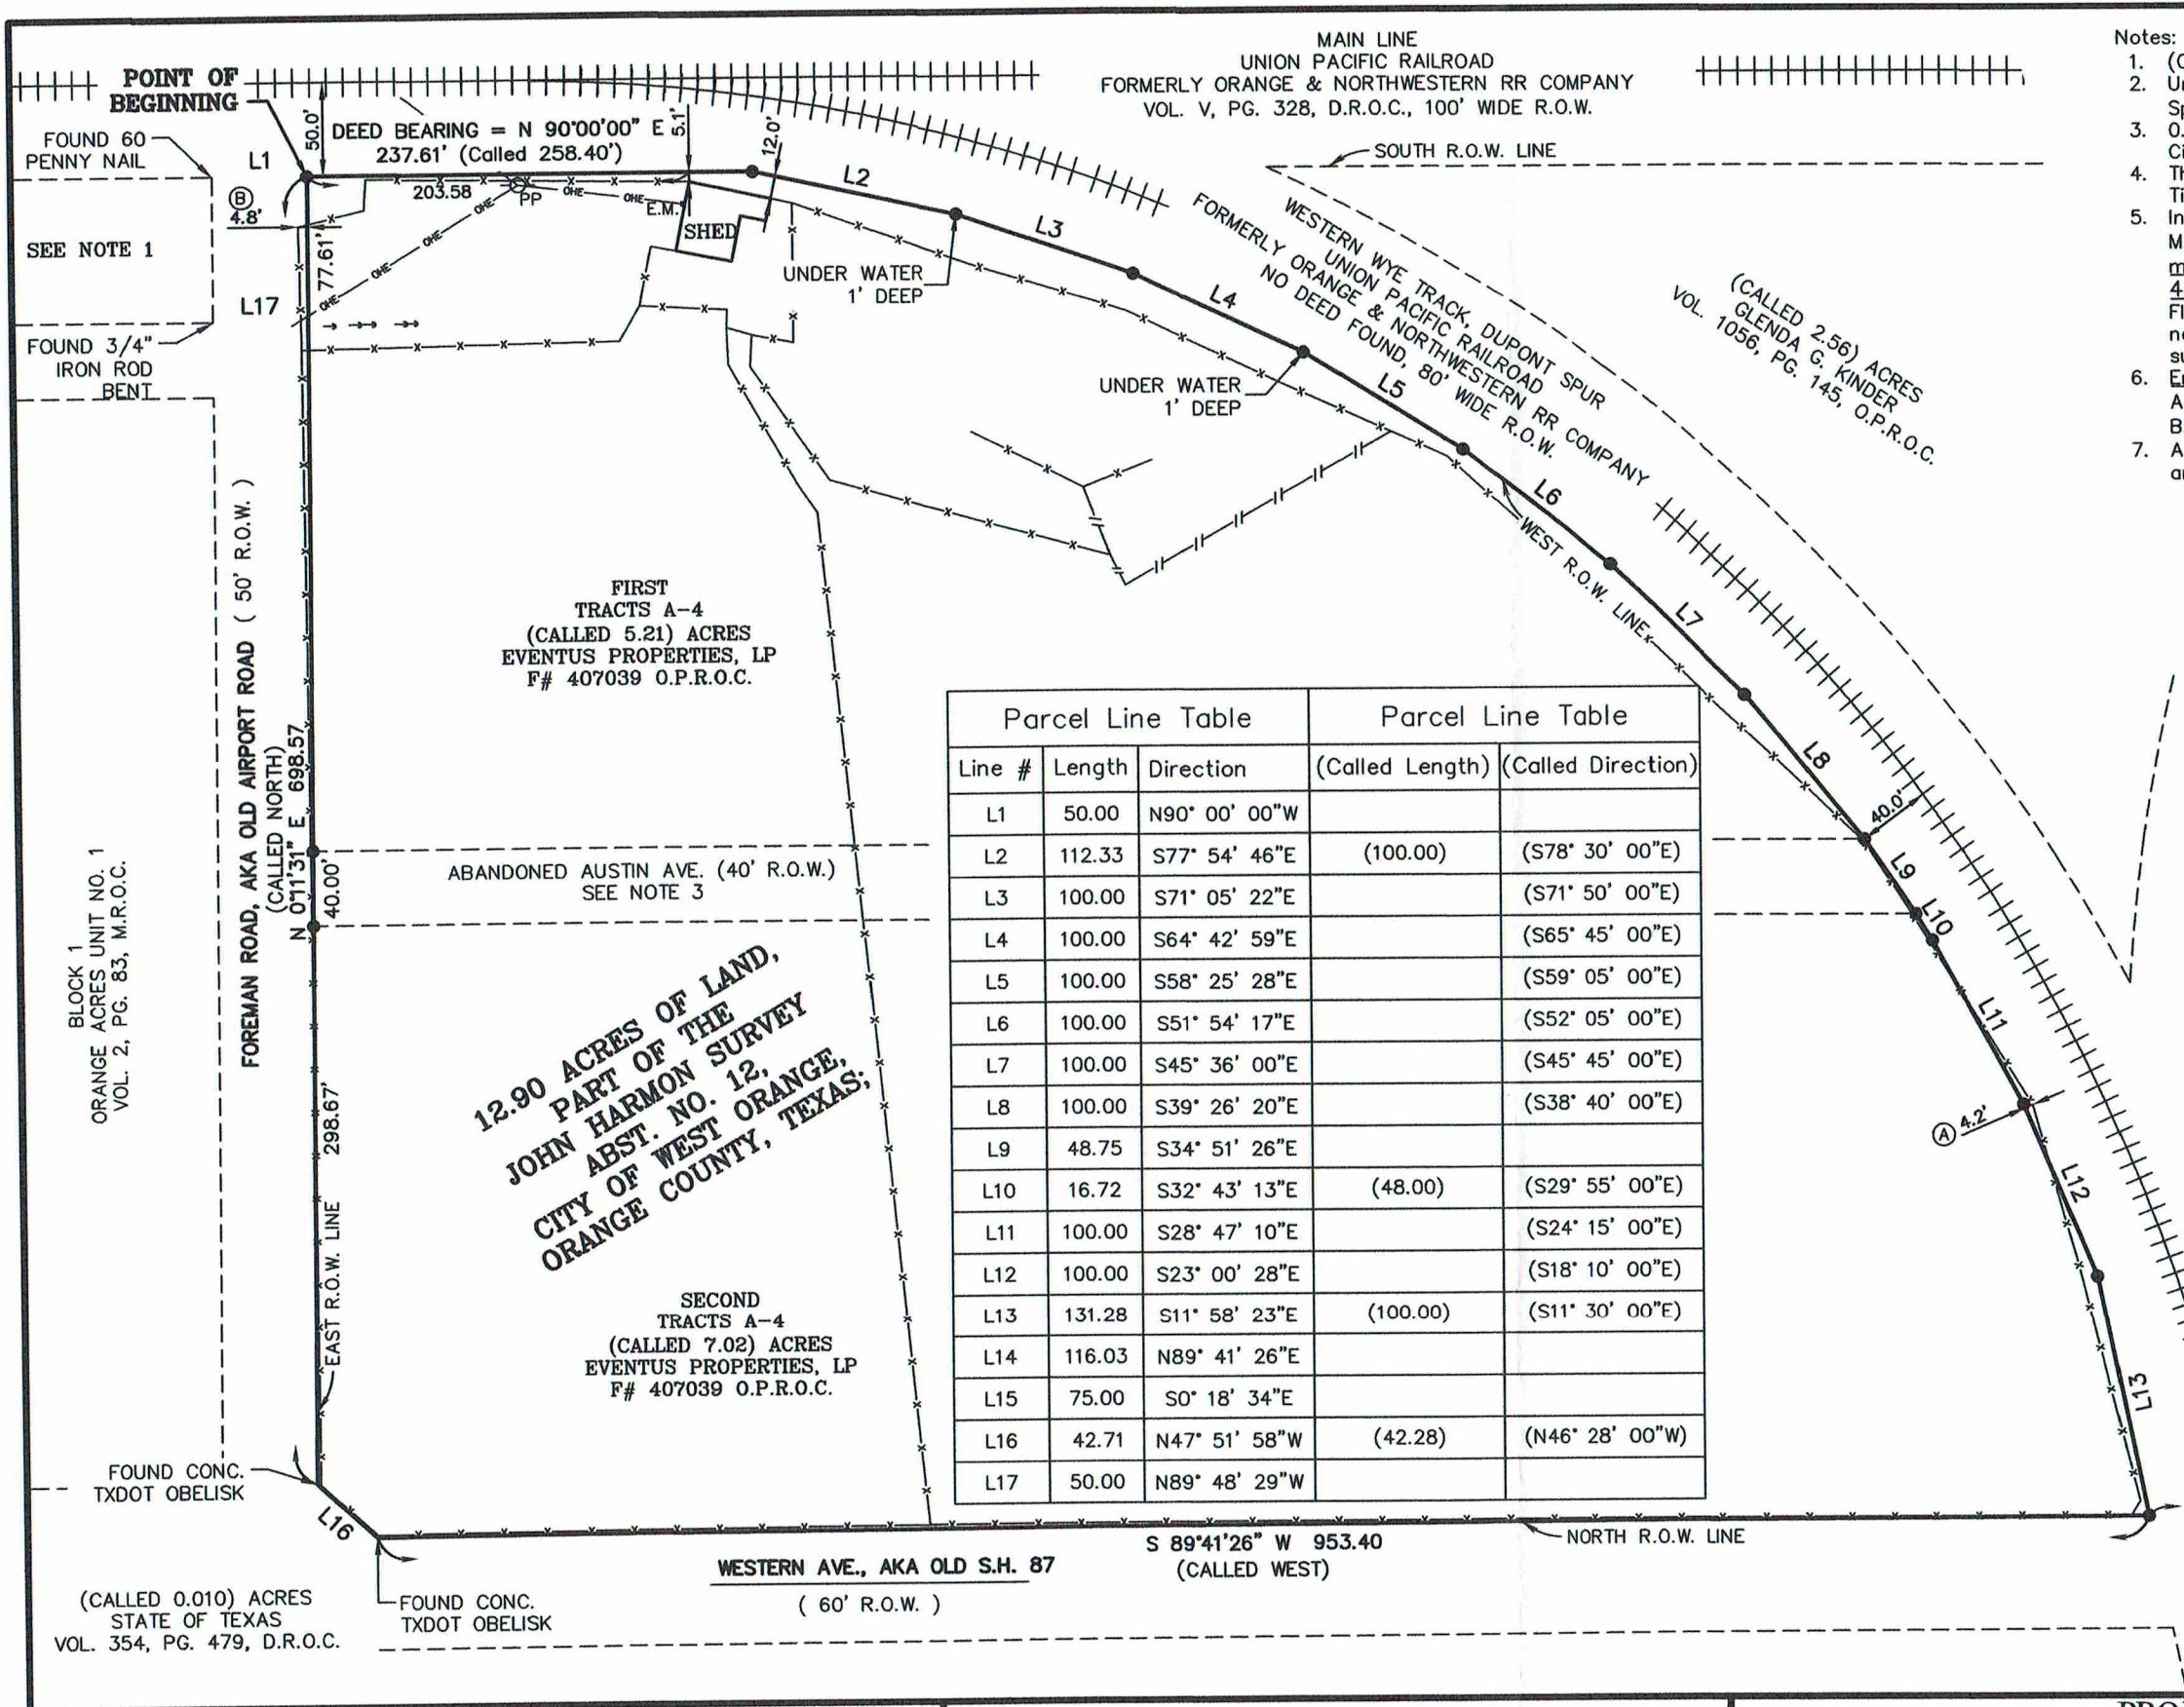 MAIN LINE
UNION PACIFIC RAILROAD
FORMERLY ORANGE & NORTHWESTERN RR COMPANY
VOL. V, PG. 328, D.R.O.C., 100' WIDE R.O.W.
Notes:
1.
2.
3.
4.
5.
6.
7.
POINT OF
BEGINNING
FOUND 60
PENNY NAIL
L1
50.0'
DEED BEARING = N 90°00'00" E
237.61' (Called 258.40')
5.1'
12.0'
L2
L3
SOUTH R.O.W. LINE
203.58
OHE
PP
OHE
OHE
E.M.
SHED
B
4.8'
77.61'
OHE
OHE
OHE
SEE NOTE 1
L17
FOUND 3/4"
IRON ROD
BENT
UNDER WATER
1' DEEP
L4
UNDER WATER
1' DEEP
L5
WESTERN WYE TRACK, DUPONT SPUR
UNION PACIFIC RAILROAD
FORMERLY ORANGE & NORTHWESTERN RR COMPANY
NO DEED FOUND, 80' WIDE R.O.W.
(CALLED 2.56) ACRES
GLENDA G. KINDER
VOL. 1056, PG. 145, O.P.R.O.C.
L6
WEST R.O.W. LINE
L7
L8
40.0'
L9
L10
L11
A 4.2'
L12
L13
FIRST
TRACTS A-4
(CALLED 5.21) ACRES
EVENTUS PROPERTIES, LP
F# 407039 O.P.R.O.C.
FOREMAN ROAD, AKA OLD AIRPORT ROAD ( 50' R.O.W. )
(CALLED NORTH)
N 0°11'31" E 698.57
40.00'
298.67'
EAST R.O.W. LINE
BLOCK 1
ORANGE ACRES UNIT NO. 1
VOL. 2, PG. 83, M.R.O.C.
ABANDONED AUSTIN AVE. (40' R.O.W.)
SEE NOTE 3
12.90 ACRES OF LAND,
PART OF THE
JOHN HARMON SURVEY
ABST. NO. 12,
CITY OF WEST ORANGE,
ORANGE COUNTY, TEXAS;
SECOND
TRACTS A-4
(CALLED 7.02) ACRES
EVENTUS PROPERTIES, LP
F# 407039 O.P.R.O.C.
Parcel Line Table Parcel Line Table
Line # Length Direction (Called Length) (Called Direction)
L1 50.00 N90° 00' 00"W
L2 112.33 S77° 54' 46"E (100.00) (S78° 30' 00"E)
L3 100.00 S71° 05' 22"E (S71° 50' 00"E)
L4 100.00 S64° 42' 59"E (S65° 45' 00"E)
L5 100.00 S58° 25' 28"E (S59° 05' 00"E)
L6 100.00 S51° 54' 17"E (S52° 05' 00"E)
L7 100.00 S45° 36' 00"E (S45° 45' 00"E)
L8 100.00 S39° 26' 20"E (S38° 40' 00"E)
L9 48.75 S34° 51' 26"E
L10 16.72 S32° 43' 13"E (48.00) (S29° 55' 00"E)
L11 100.00 S28° 47' 10"E (S24° 15' 00"E)
L12 100.00 S23° 00' 28"E (S18° 10' 00"E)
L13 131.28 S11° 58' 23"E (100.00) (S11° 30' 00"E)
L14 116.03 N89° 41' 26"E
L15 75.00 S0° 18' 34"E
L16 42.71 N47° 51' 58"W (42.28) (N46° 28' 00"W)
L17 50.00 N89° 48' 29"W
FOUND CONC.
TXDOT OBELISK
L16
S 89°41'26" W 953.40
(CALLED WEST)
NORTH R.O.W. LINE
WESTERN AVE., AKA OLD S.H. 87
( 60' R.O.W. )
FOUND CONC.
TXDOT OBELISK
(CALLED 0.010) ACRES
STATE OF TEXAS
VOL. 354, PG. 479, D.R.O.C.